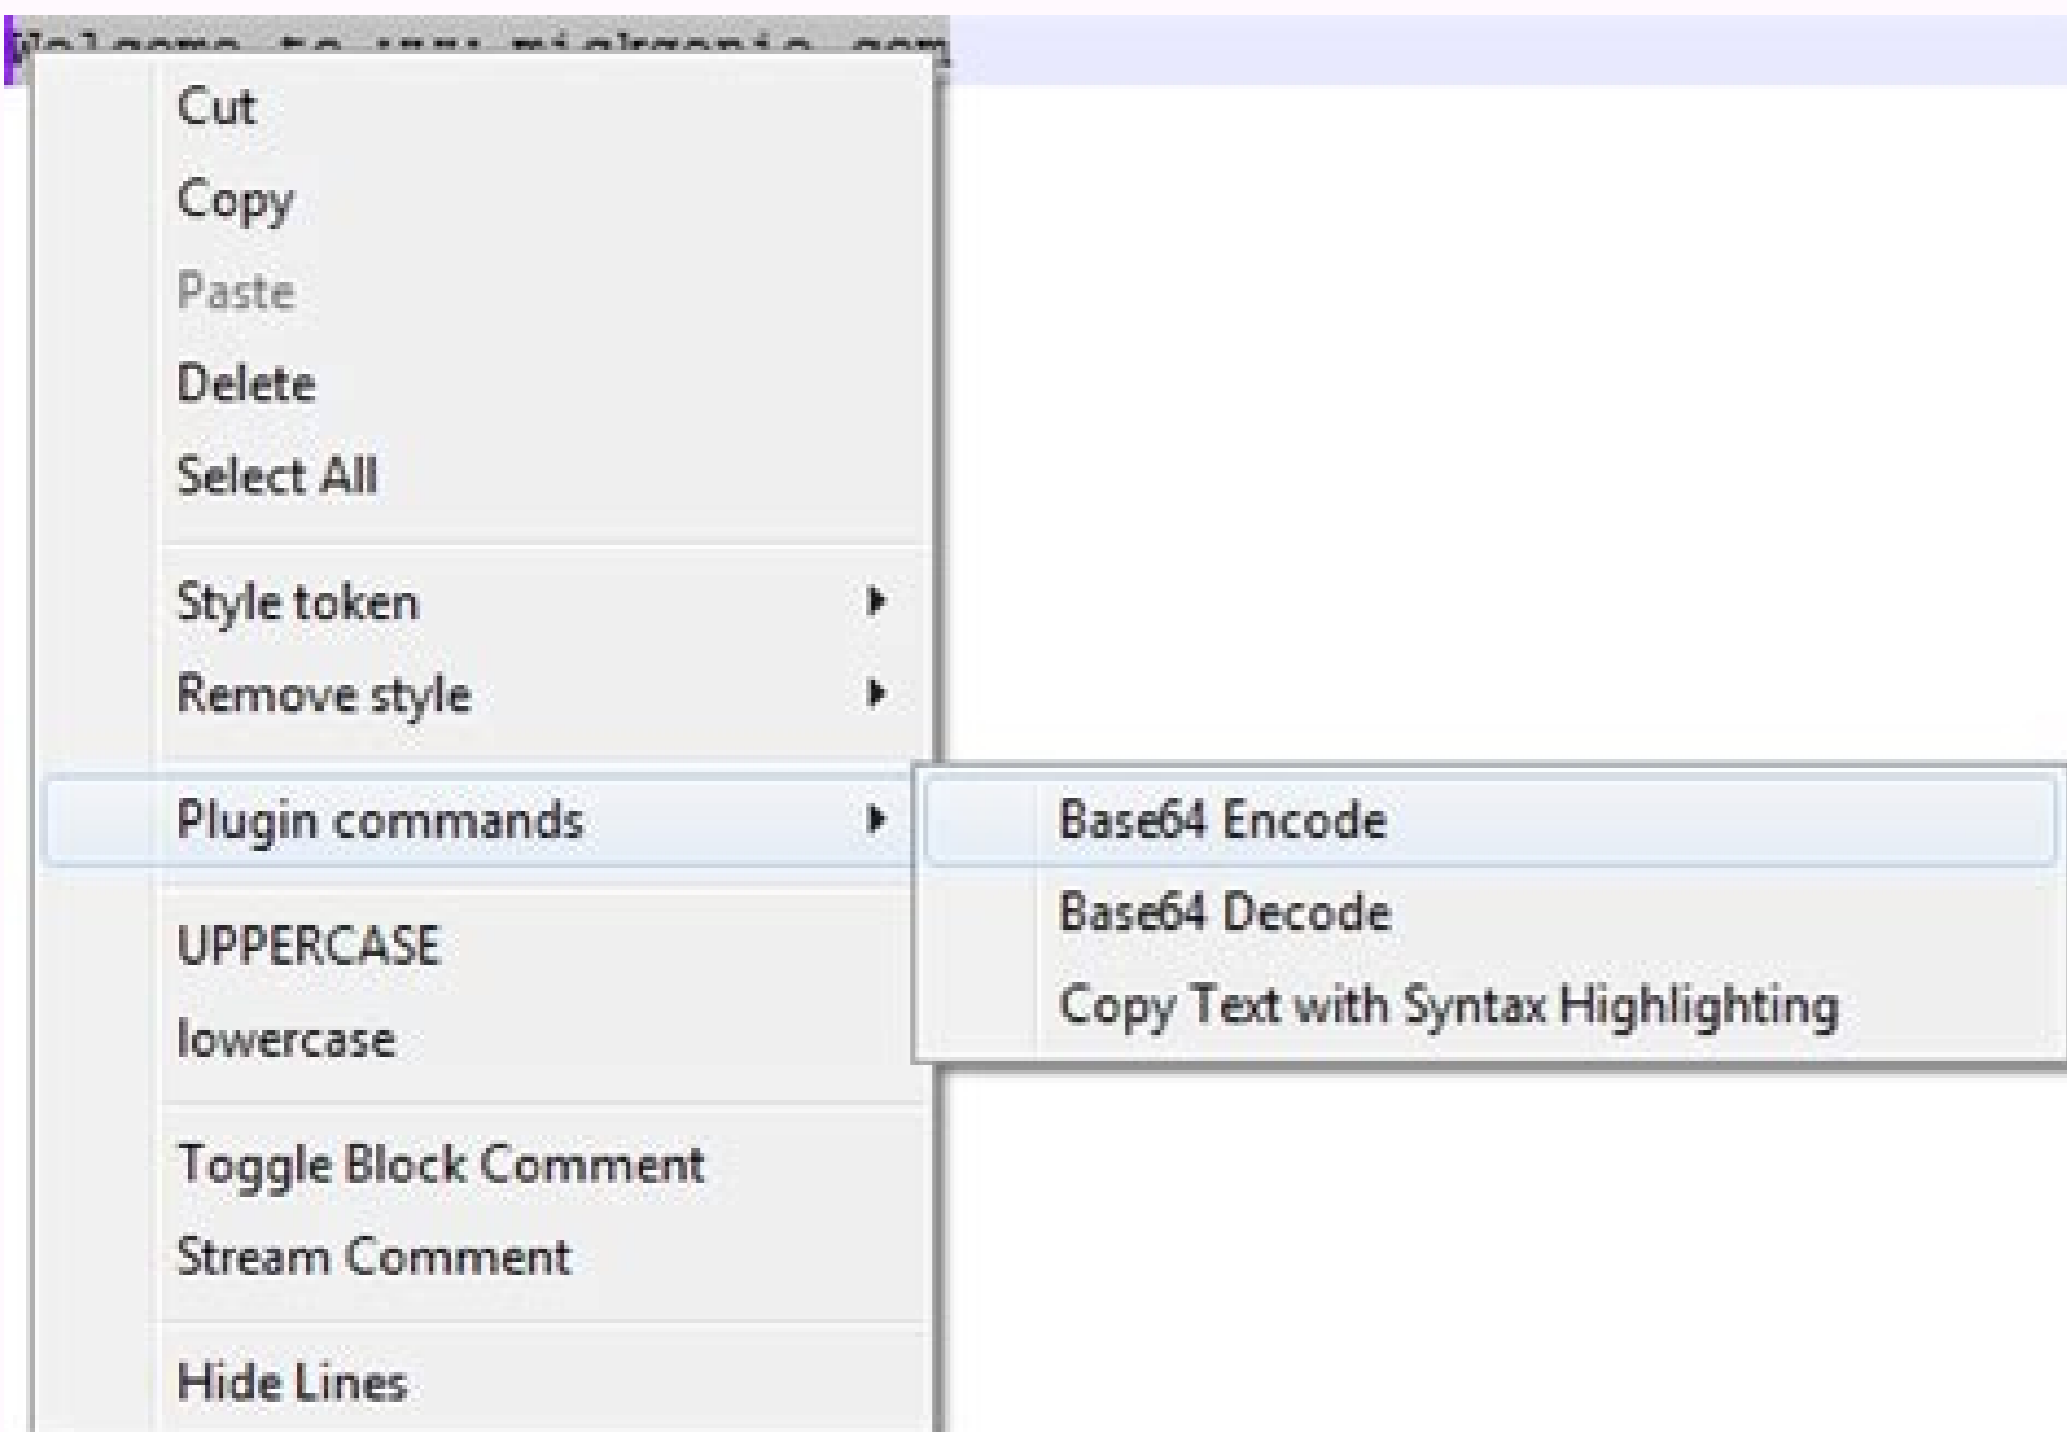 to
Cut
Copy
Paste
Delete
Select All
Style token
Remove style
Plugin commands
Base64 Encode
Base64 Decode
Copy Text with Syntax Highlighting
UPPERCASE
lowercase
Toggle Block Comment
Stream Comment
Hide Lines